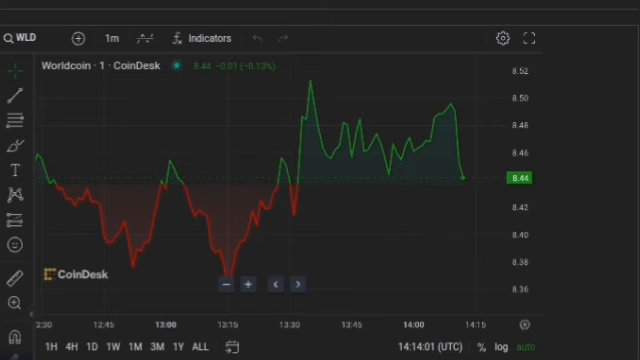 WLD 1m Indicators
Worldcoin · 1 · CoinDesk 8.44 −0.01 (−0.13%)
8.52
8.50
8.48
8.46
8.44
8.42
8.40
8.38
8.36
CoinDesk
2:30 12:45 13:00 13:15 13:30 13:45 14:00 14:15
1H 4H 1D 1W 1M 3M 1Y ALL 14:14:01 (UTC) % log auto